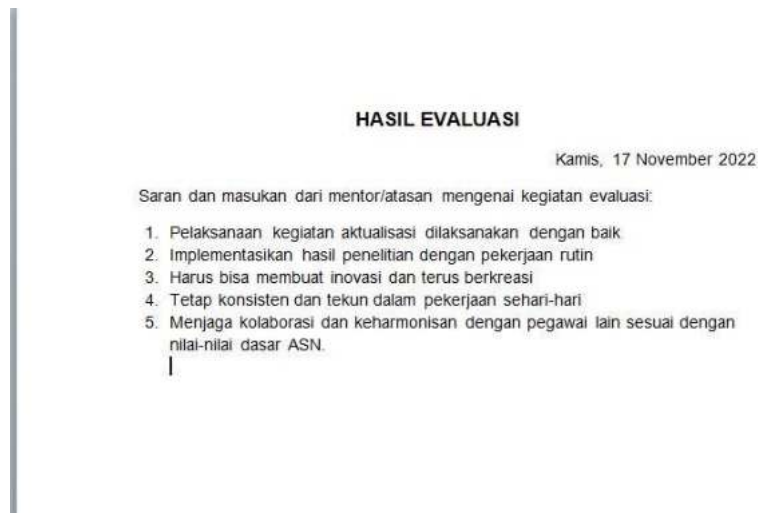 HASIL EVALUASI
Kamis, 17 November 2022
Saran dan masukan dari mentor/atasan mengenai kegiatan evaluasi:
1. Pelaksanaan kegiatan aktualisasi dilaksanakan dengan baik
2. Implementasikan hasil penelitian dengan pekerjaan rutin
3. Harus bisa membuat inovasi dan terus berkreasi
4. Tetap konsisten dan tekun dalam pekerjaan sehari-hari
5. Menjaga kolaborasi dan keharmonisan dengan pegawai lain sesuai dengan
nilai-nilai dasar ASN.